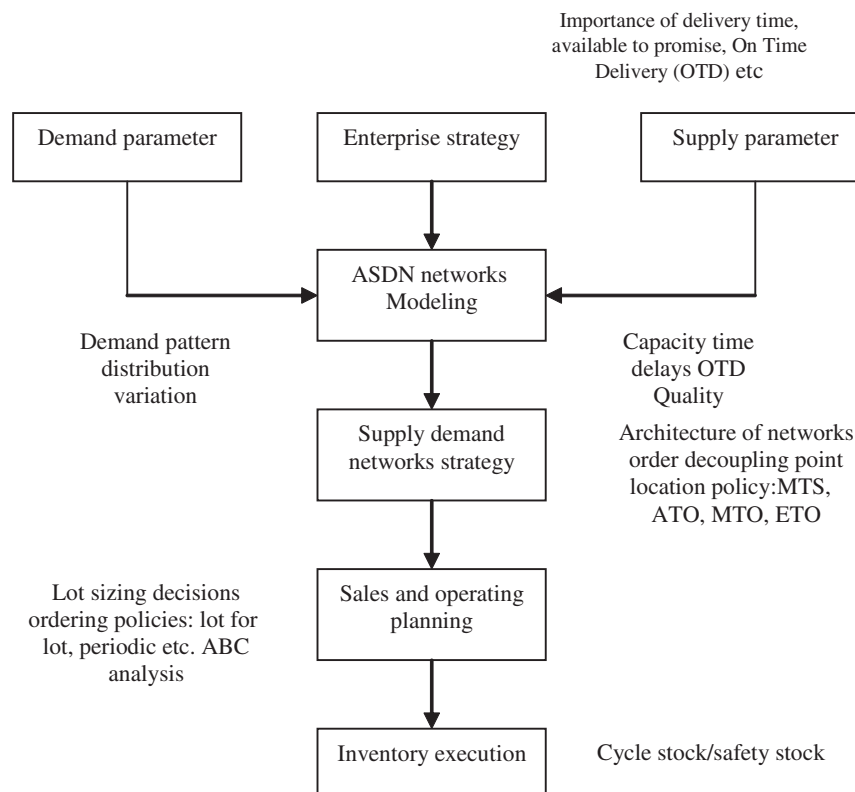 Importance of delivery time,
available to promise, On Time
Delivery (OTD) etc
Demand parameter
Enterprise strategy
Supply parameter
ASDN networks
Modeling
Demand pattern
distribution
variation
Capacity time
delays OTD
Quality
Supply demand
networks strategy
Architecture of networks
order decoupling point
location policy:MTS,
ATO, MTO, ETO
Lot sizing decisions
ordering policies: lot for
lot, periodic etc. ABC
analysis
Sales and operating
planning
Inventory execution
Cycle stock/safety stock